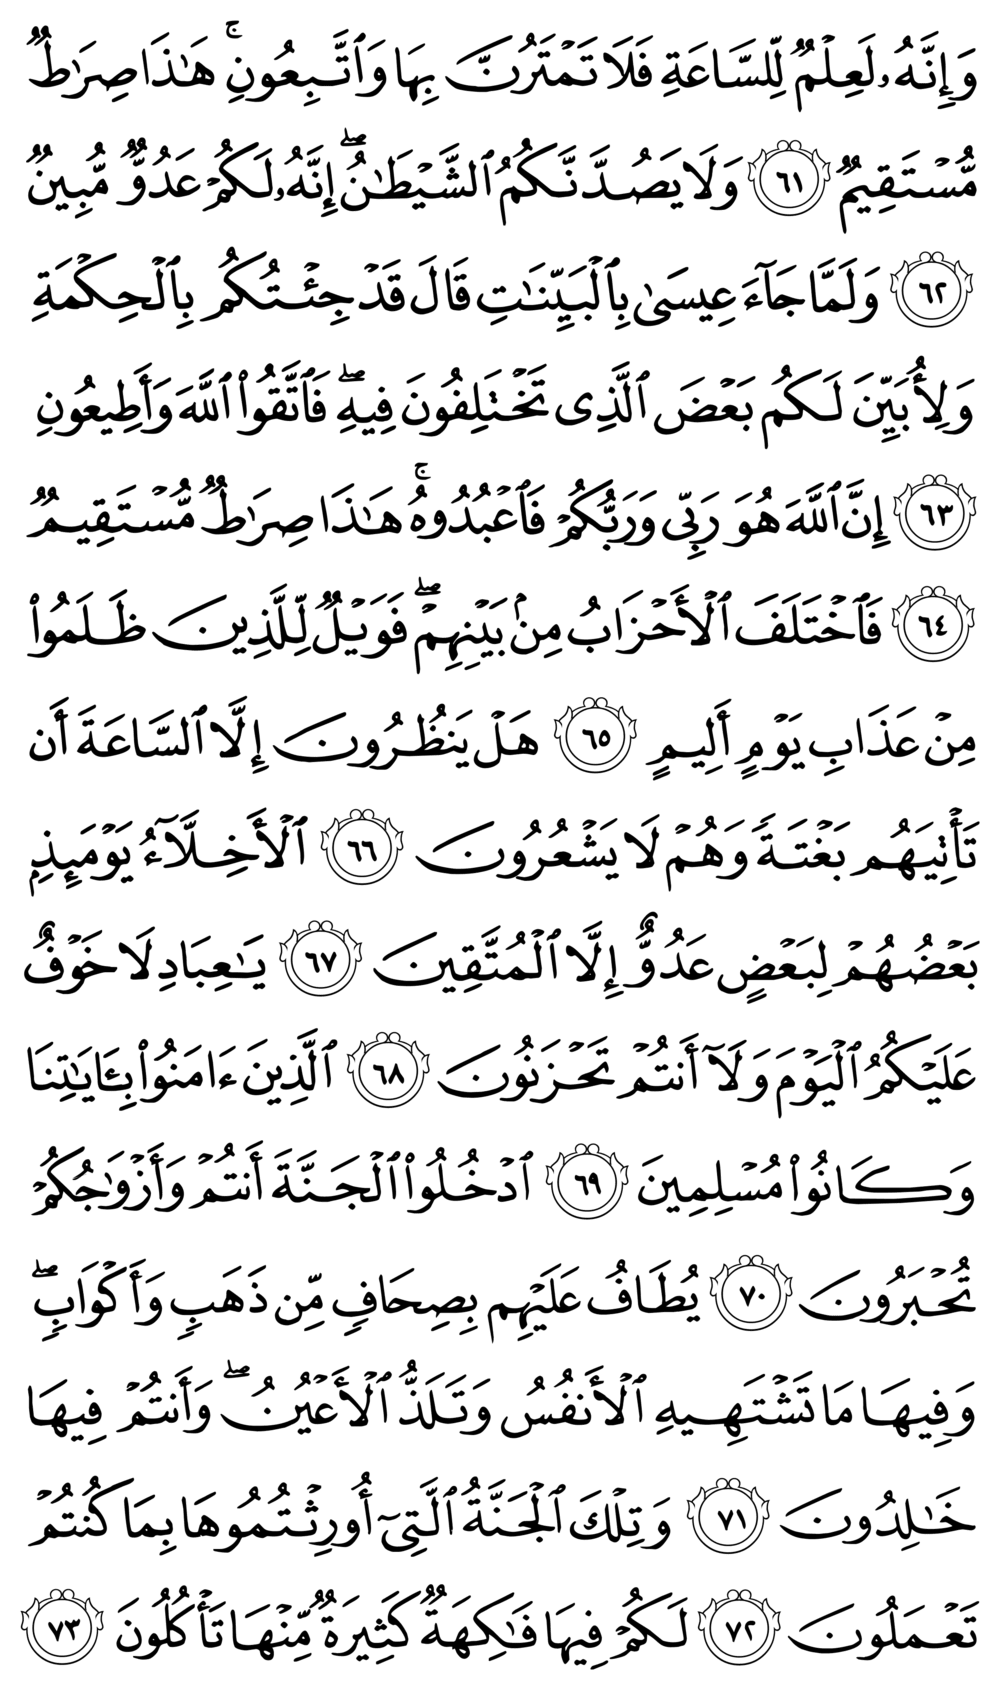 وَإِنَّهُۥ لَعِلۡمٌ لِّلسَّاعَةِ فَلَا تَمۡتَرُنَّ بِهَا وَٱتَّبِعُونِۚ هَٰذَا صِرَٰطٌ
مُّسۡتَقِيمٌ ٦١ وَلَا يَصُدَّنَّكُمُ ٱلشَّيۡطَٰنُۖ إِنَّهُۥ لَكُمۡ عَدُوٌّ مُّبِينٌ
٦٢ وَلَمَّا جَآءَ عِيسَىٰ بِٱلۡبَيِّنَٰتِ قَالَ قَدۡ جِئۡتُكُم بِٱلۡحِكۡمَةِ
وَلِأُبَيِّنَ لَكُم بَعۡضَ ٱلَّذِي تَخۡتَلِفُونَ فِيهِۖ فَٱتَّقُواْ ٱللَّهَ وَأَطِيعُونِ
٦٣ إِنَّ ٱللَّهَ هُوَ رَبِّي وَرَبُّكُمۡ فَٱعۡبُدُوهُۚ هَٰذَا صِرَٰطٌ مُّسۡتَقِيمٌ
٦٤ فَٱخۡتَلَفَ ٱلۡأَحۡزَابُ مِنۢ بَيۡنِهِمۡۖ فَوَيۡلٌ لِّلَّذِينَ ظَلَمُواْ
مِنۡ عَذَابِ يَوۡمٍ أَلِيمٍ ٦٥ هَلۡ يَنظُرُونَ إِلَّا ٱلسَّاعَةَ أَن
تَأۡتِيَهُم بَغۡتَةً وَهُمۡ لَا يَشۡعُرُونَ ٦٦ ٱلۡأَخِلَّآءُ يَوۡمَئِذِۭ
بَعۡضُهُمۡ لِبَعۡضٍ عَدُوٌّ إِلَّا ٱلۡمُتَّقِينَ ٦٧ يَٰعِبَادِ لَا خَوۡفٌ
عَلَيۡكُمُ ٱلۡيَوۡمَ وَلَآ أَنتُمۡ تَحۡزَنُونَ ٦٨ ٱلَّذِينَ ءَامَنُواْ بِـَٔايَٰتِنَا
وَكَانُواْ مُسۡلِمِينَ ٦٩ ٱدۡخُلُواْ ٱلۡجَنَّةَ أَنتُمۡ وَأَزۡوَٰجُكُمۡ
تُحۡبَرُونَ ٧٠ يُطَافُ عَلَيۡهِم بِصِحَافٍ مِّن ذَهَبٍ وَأَكۡوَابٍۖ
وَفِيهَا مَا تَشۡتَهِيهِ ٱلۡأَنفُسُ وَتَلَذُّ ٱلۡأَعۡيُنُۖ وَأَنتُمۡ فِيهَا
خَٰلِدُونَ ٧١ وَتِلۡكَ ٱلۡجَنَّةُ ٱلَّتِيٓ أُورِثۡتُمُوهَا بِمَا كُنتُمۡ
تَعۡمَلُونَ ٧٢ لَكُمۡ فِيهَا فَٰكِهَةٌ كَثِيرَةٌ مِّنۡهَا تَأۡكُلُونَ ٧٣